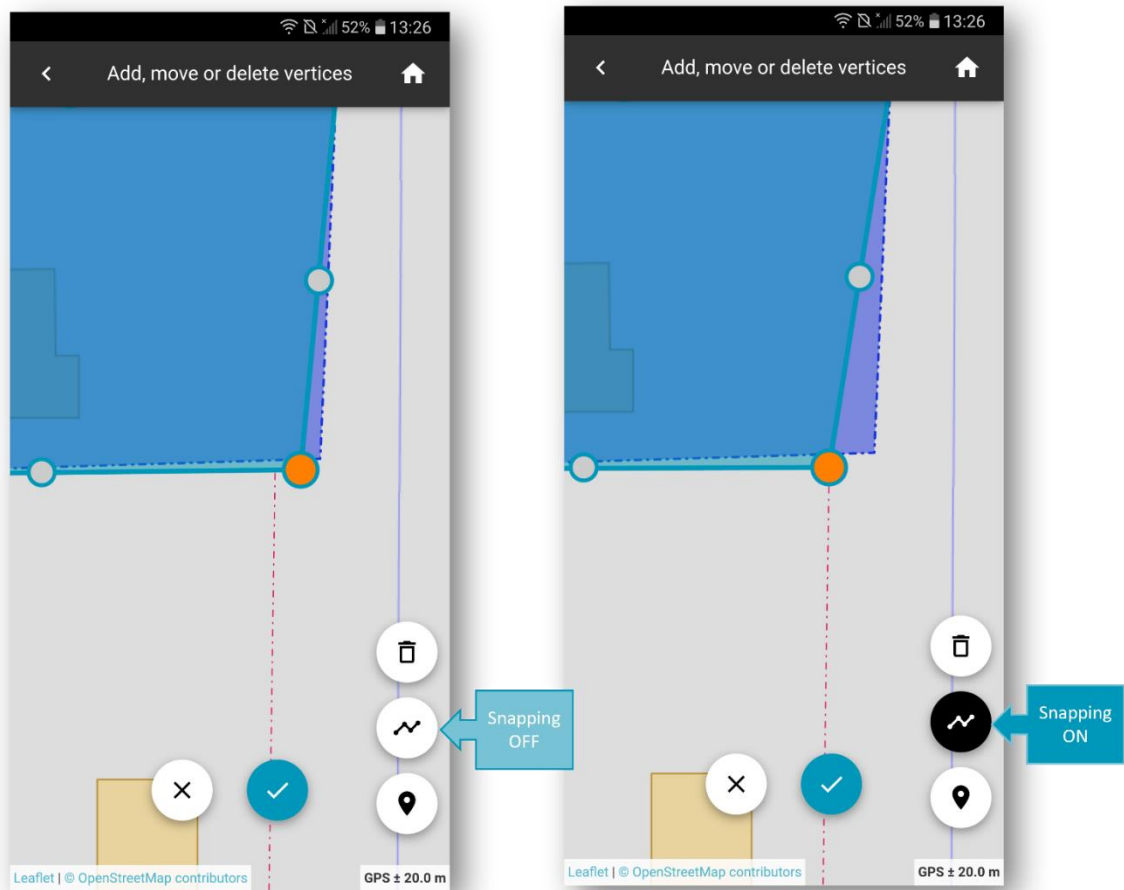 52% 13:26
Add, move or delete vertices
Snapping
OFF
Leaflet | © OpenStreetMap contributors
GPS ± 20.0 m
52% 13:26
Add, move or delete vertices
Snapping
ON
Leaflet | © OpenStreetMap contributors
GPS ± 20.0 m